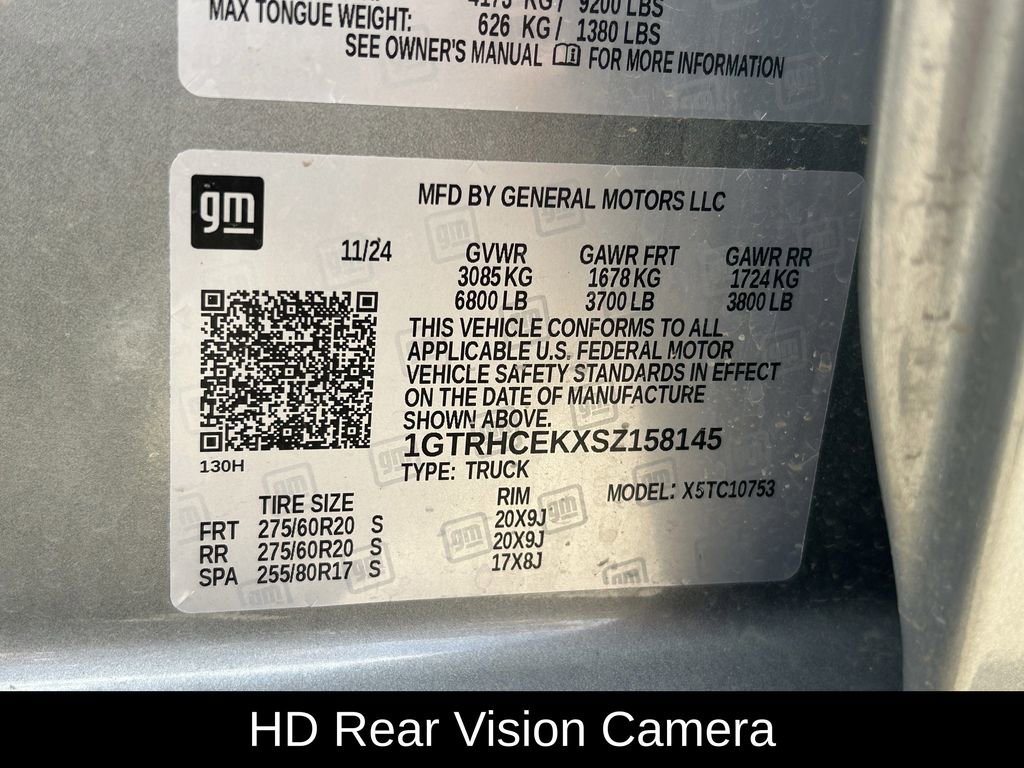 4173 KG / 9200 LBS
MAX TONGUE WEIGHT: 626 KG / 1380 LBS
SEE OWNER'S MANUAL FOR MORE INFORMATION
gm
MFD BY GENERAL MOTORS LLC
11/24 GVWR GAWR FRT GAWR RR
3085 KG 1678 KG 1724 KG
6800 LB 3700 LB 3800 LB
THIS VEHICLE CONFORMS TO ALL
APPLICABLE U.S. FEDERAL MOTOR
VEHICLE SAFETY STANDARDS IN EFFECT
ON THE DATE OF MANUFACTURE
SHOWN ABOVE.
1GTRHCEKXSZ158145
130H
TYPE: TRUCK
MODEL: X5TC10753
TIRE SIZE RIM
FRT 275/60R20 S 20X9J
RR 275/60R20 S 20X9J
SPA 255/80R17 S 17X8J
HD Rear Vision Camera